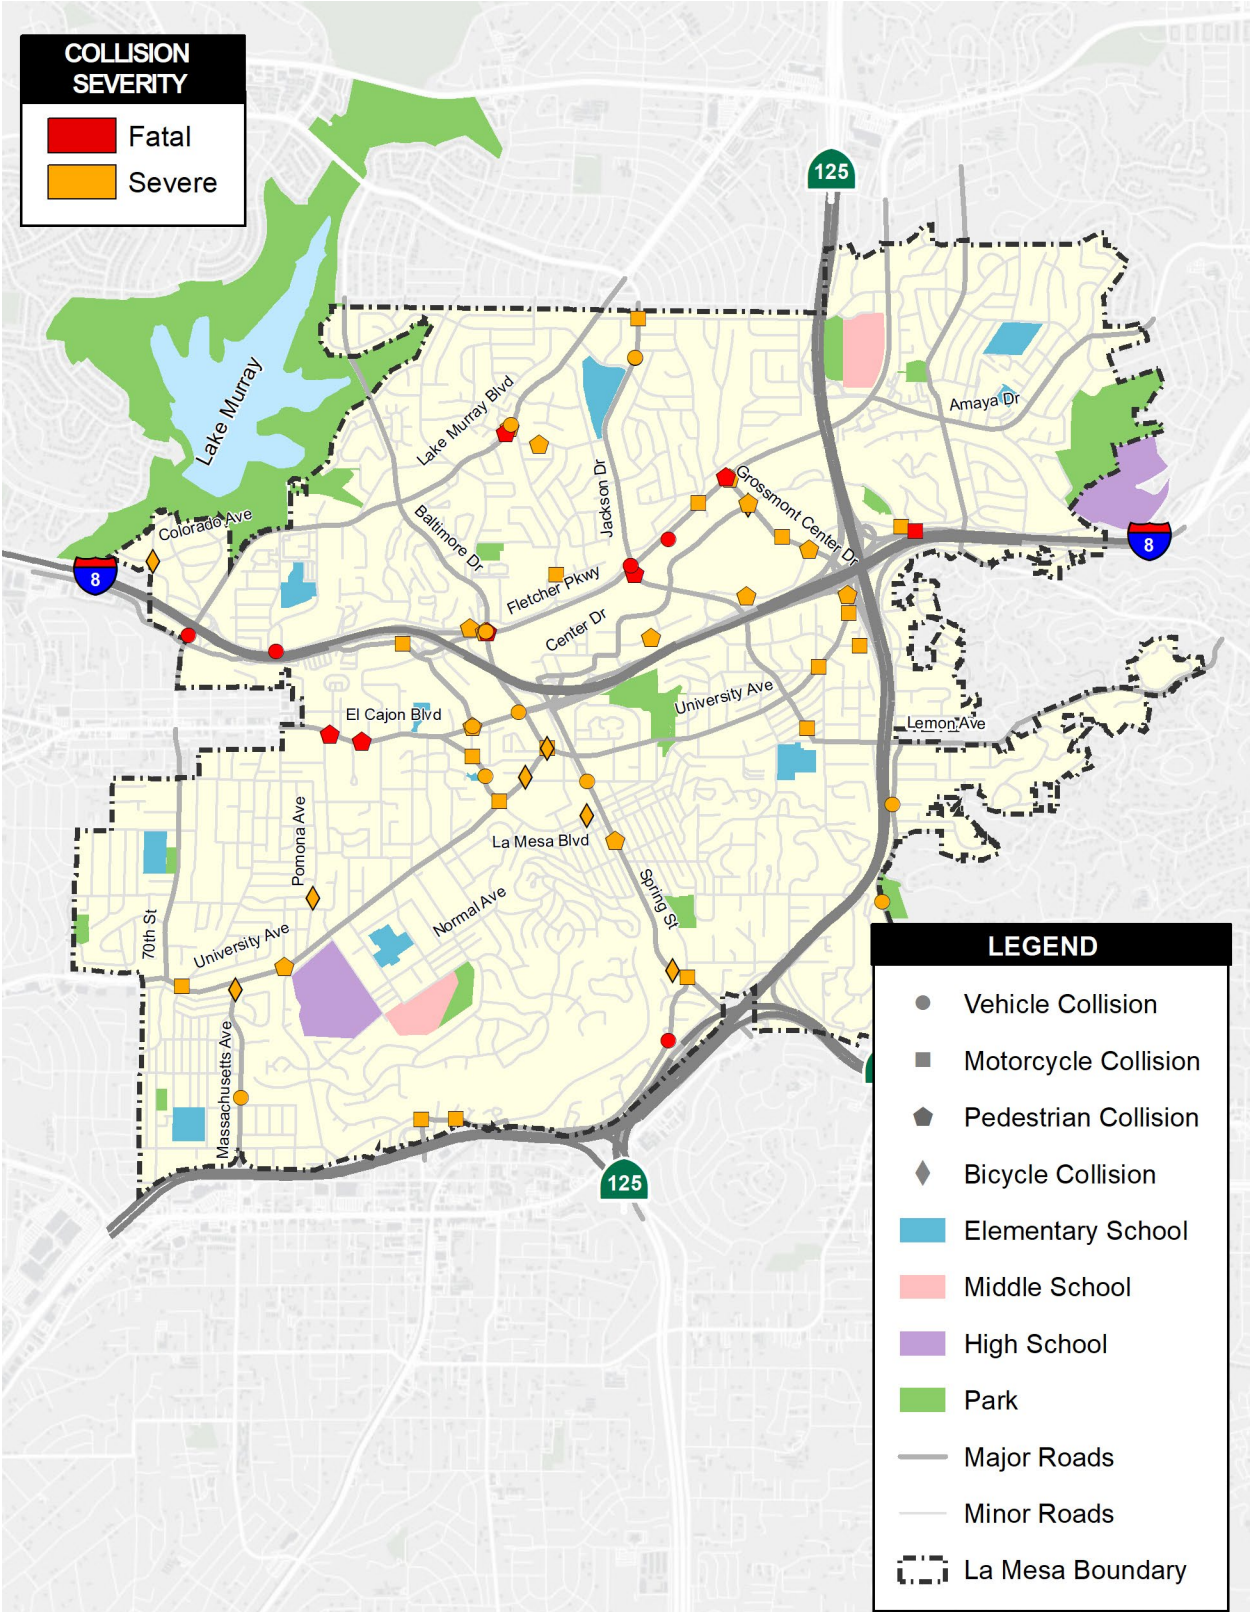 COLLISION
SEVERITY
Fatal
Severe
125
Lake Murray
Lake Murray Blvd
Amaya Dr
Grossmont Center Dr
Jackson Dr
Colorado Ave
Baltimore Dr
8
8
Fletcher Pkwy
Center Dr
University Ave
El Cajon Blvd
Lemon Ave
Pomona Ave
La Mesa Blvd
Spring St
Normal Ave
70th St
University Ave
Massachusetts Ave
125
LEGEND
Vehicle Collision
Motorcycle Collision
Pedestrian Collision
Bicycle Collision
Elementary School
Middle School
High School
Park
Major Roads
Minor Roads
La Mesa Boundary